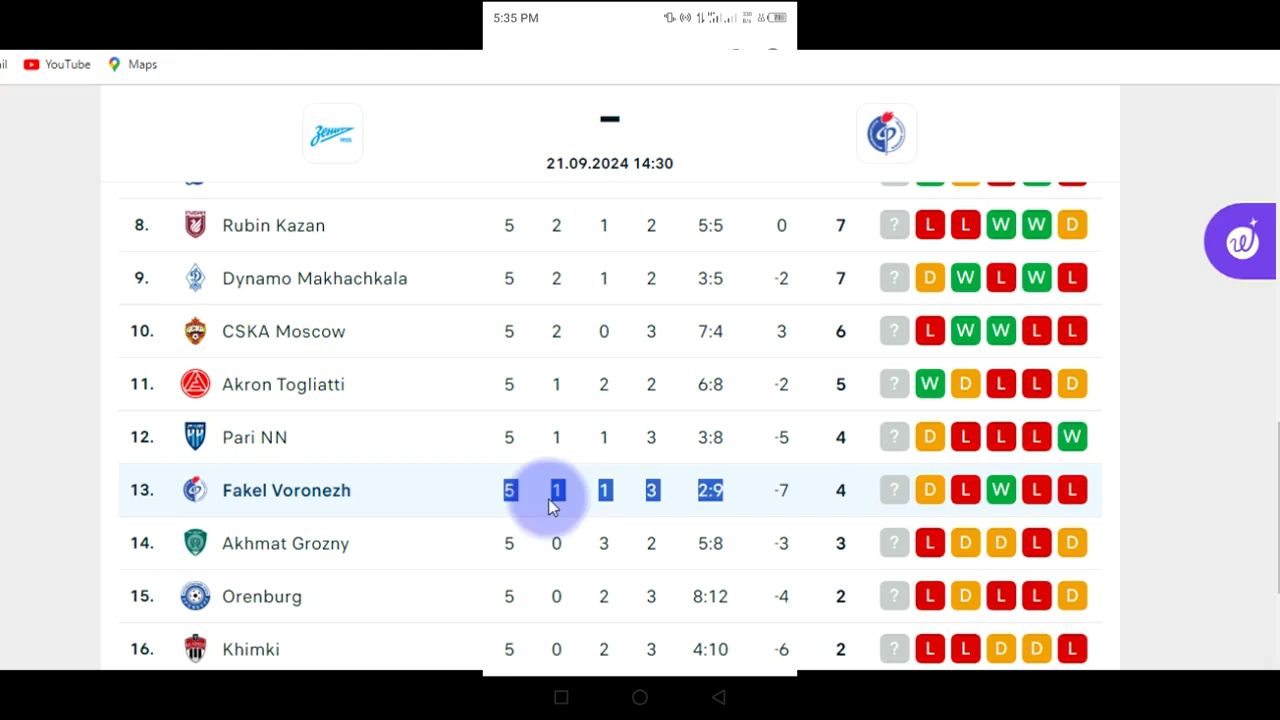 5:35 PM
YouTube Maps
Зенит
21.09.2024 14:30
8. Rubin Kazan 5 2 1 2 5:5 0 7 ? L L W W D
9. Dynamo Makhachkala 5 2 1 2 3:5 -2 7 ? D W L W L
10. CSKA Moscow 5 2 0 3 7:4 3 6 ? L W W L L
11. Akron Togliatti 5 1 2 2 6:8 -2 5 ? W D L L D
12. Pari NN 5 1 1 3 3:8 -5 4 ? D L L L W
13. Fakel Voronezh 5 1 1 3 2:9 -7 4 ? D L W L L
14. Akhmat Grozny 5 0 3 2 5:8 -3 3 ? L D D L D
15. Orenburg 5 0 2 3 8:12 -4 2 ? L D L L D
16. Khimki 5 0 2 3 4:10 -6 2 ? L L D D L